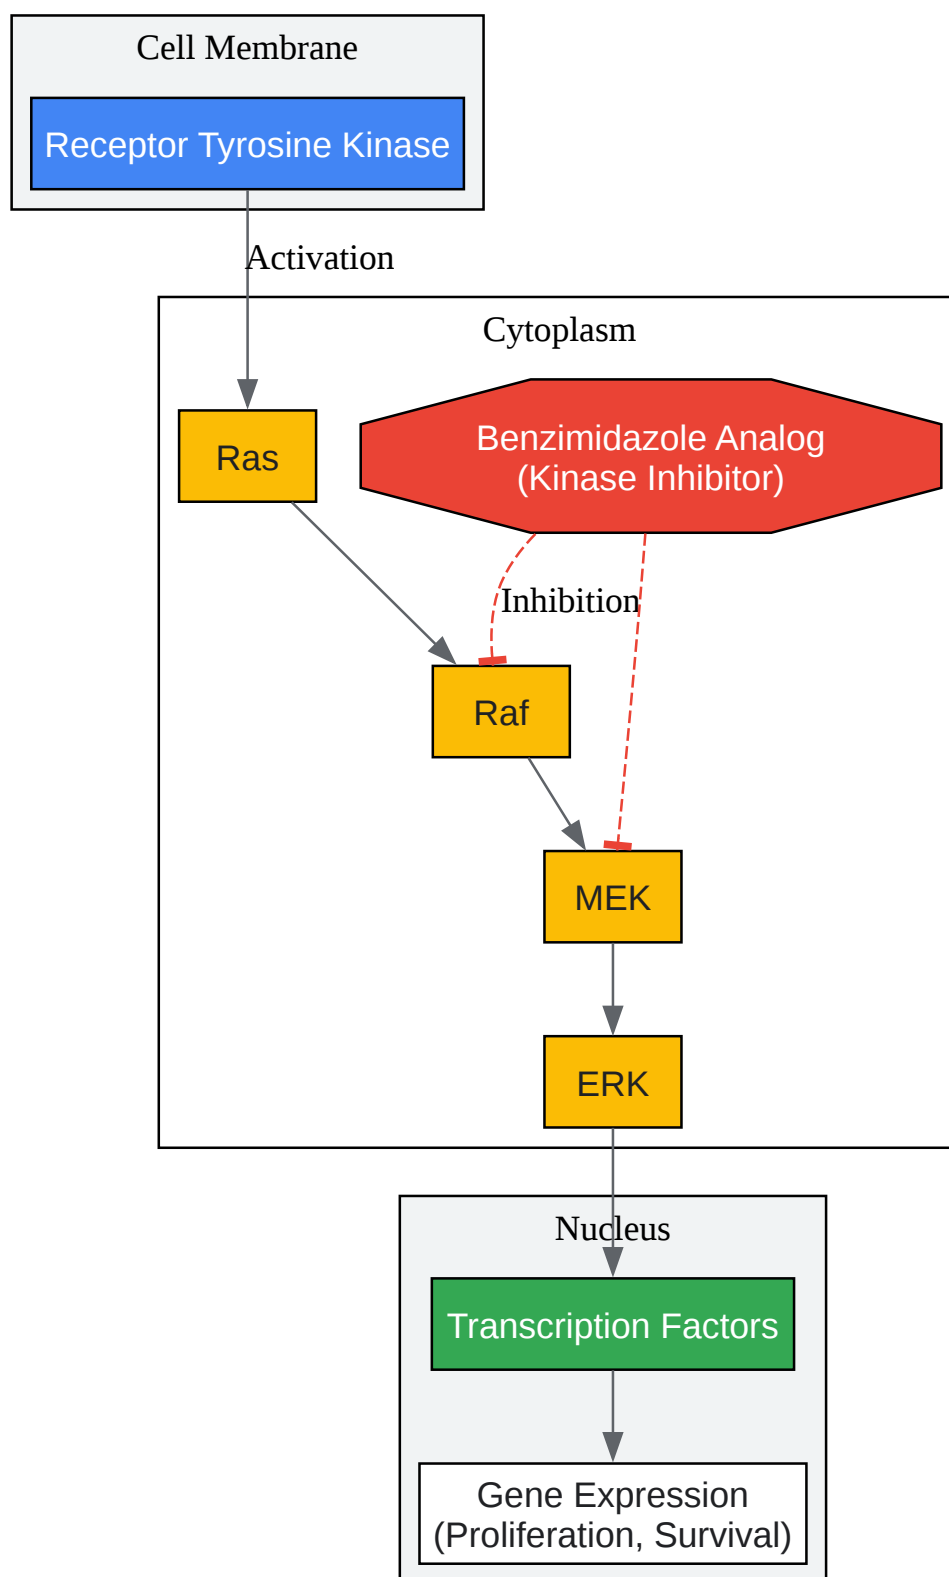 Cell Membrane
Receptor Tyrosine Kinase
Activation
Cytoplasm
Ras
Benzimidazole Analog
(Kinase Inhibitor)
Inhibition
Raf
MEK
ERK
Nucleus
Transcription Factors
Gene Expression
(Proliferation, Survival)